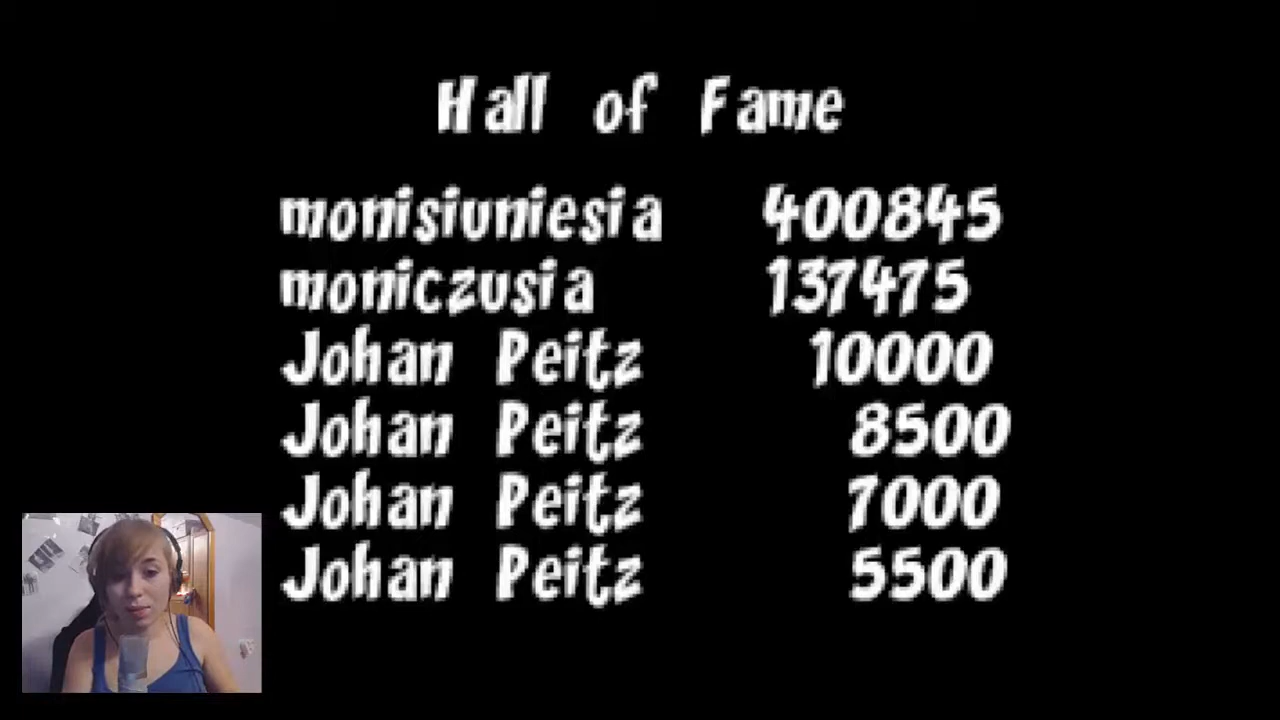 Hall of Fame
monisiuniesia 400845
moniczusia 137475
Johan Peitz 10000
Johan Peitz 8500
Johan Peitz 7000
Johan Peitz 5500